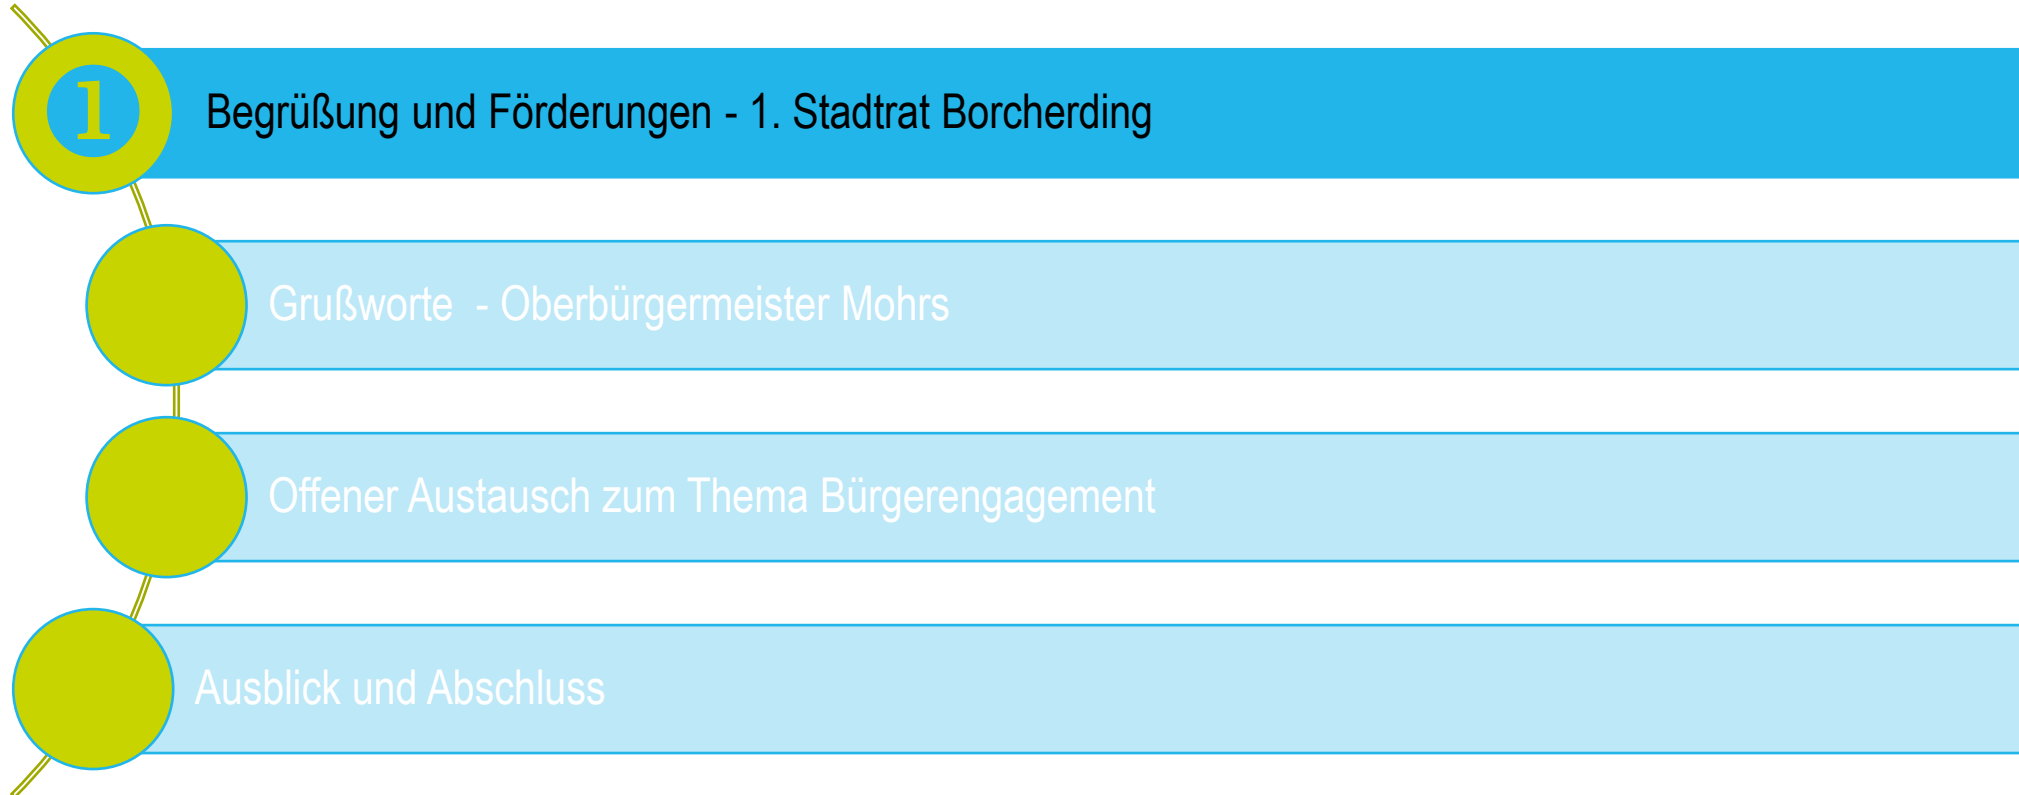 1
Begrüßung und Förderungen - 1. Stadtrat Borcherding
Grußworte - Oberbürgermeister Mohrs
Offener Austausch zum Thema Bürgerengagement
Ausblick und Abschluss